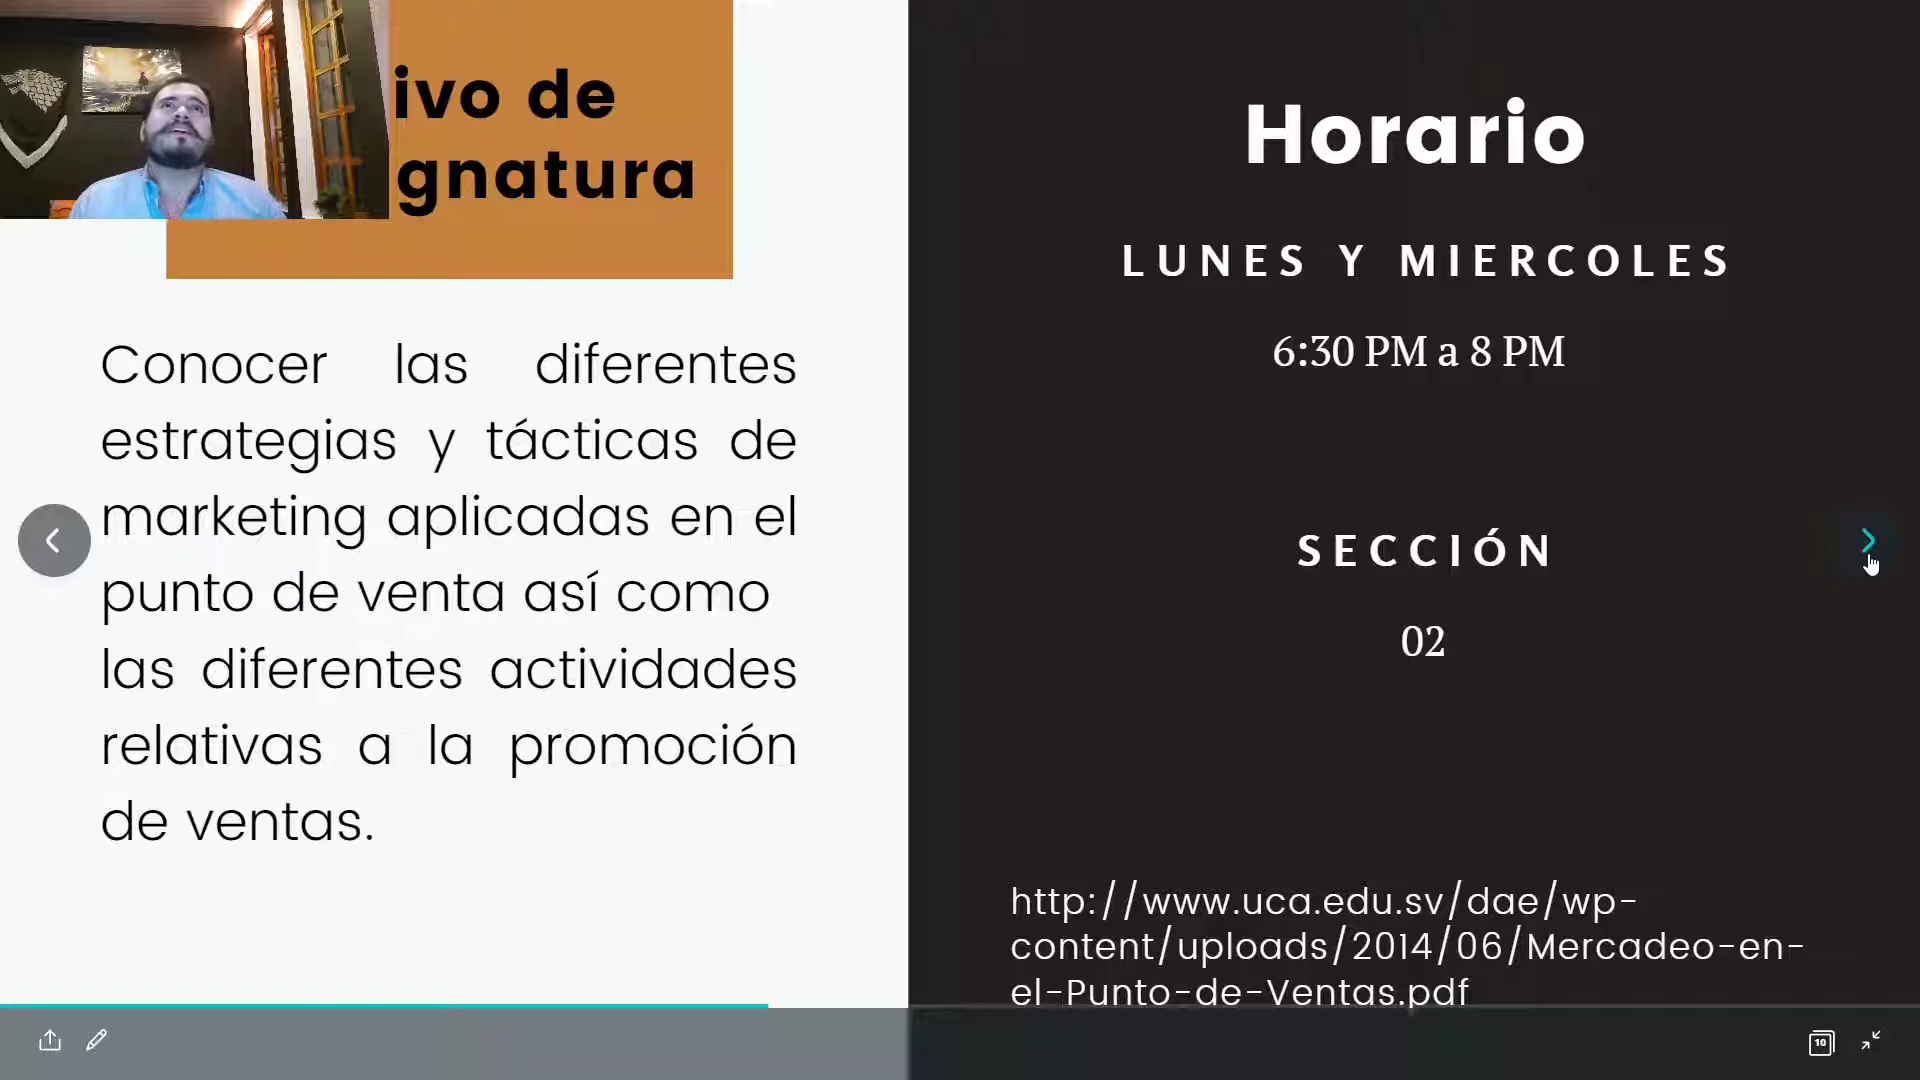 ivo de
gnatura
Conocer las diferentes
estrategias y tácticas de
marketing aplicadas en el
punto de venta así como
las diferentes actividades
relativas a la promoción
de ventas.
Horario
LUNES Y MIERCOLES
6:30 PM a 8 PM
SECCIÓN
02
http://www.uca.edu.sv/dae/wp-
content/uploads/2014/06/Mercadeo-en-
el-Punto-de-Ventas.pdf
10